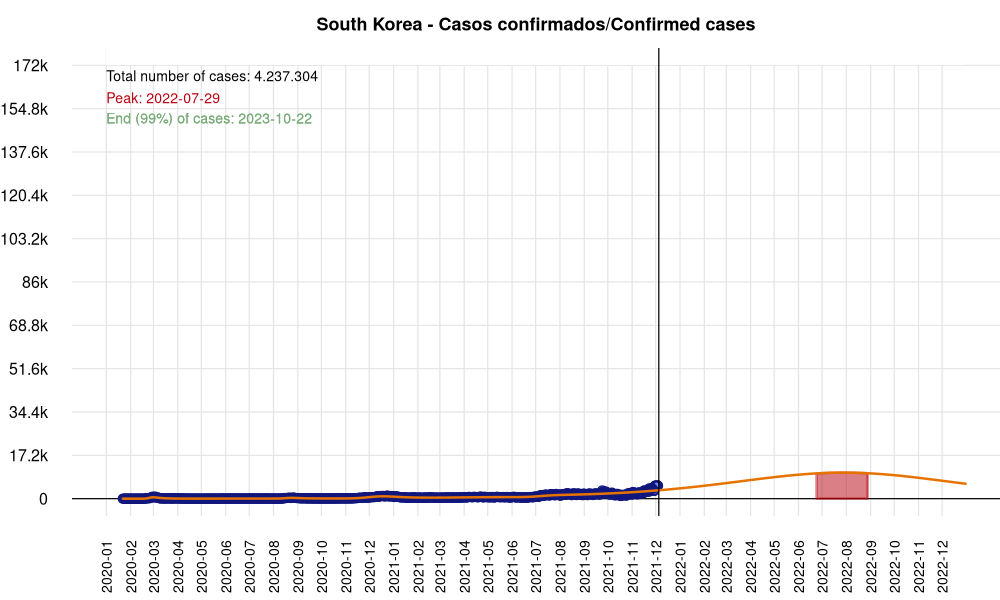 South Korea - Casos confirmados/Confirmed cases
172k
154.8k
137.6k
120.4k
103.2k
86k
68.8k
51.6k
34.4k
17.2k
0
Total number of cases: 4.237.304
Peak: 2022-07-29
End (99%) of cases: 2023-10-22
2020-01
2020-02
2020-03
2020-04
2020-05
2020-06
2020-07
2020-08
2020-09
2020-10
2020-11
2020-12
2021-01
2021-02
2021-03
2021-04
2021-05
2021-06
2021-07
2021-08
2021-09
2021-10
2021-11
2021-12
2022-01
2022-02
2022-03
2022-04
2022-05
2022-06
2022-07
2022-08
2022-09
2022-10
2022-11
2022-12